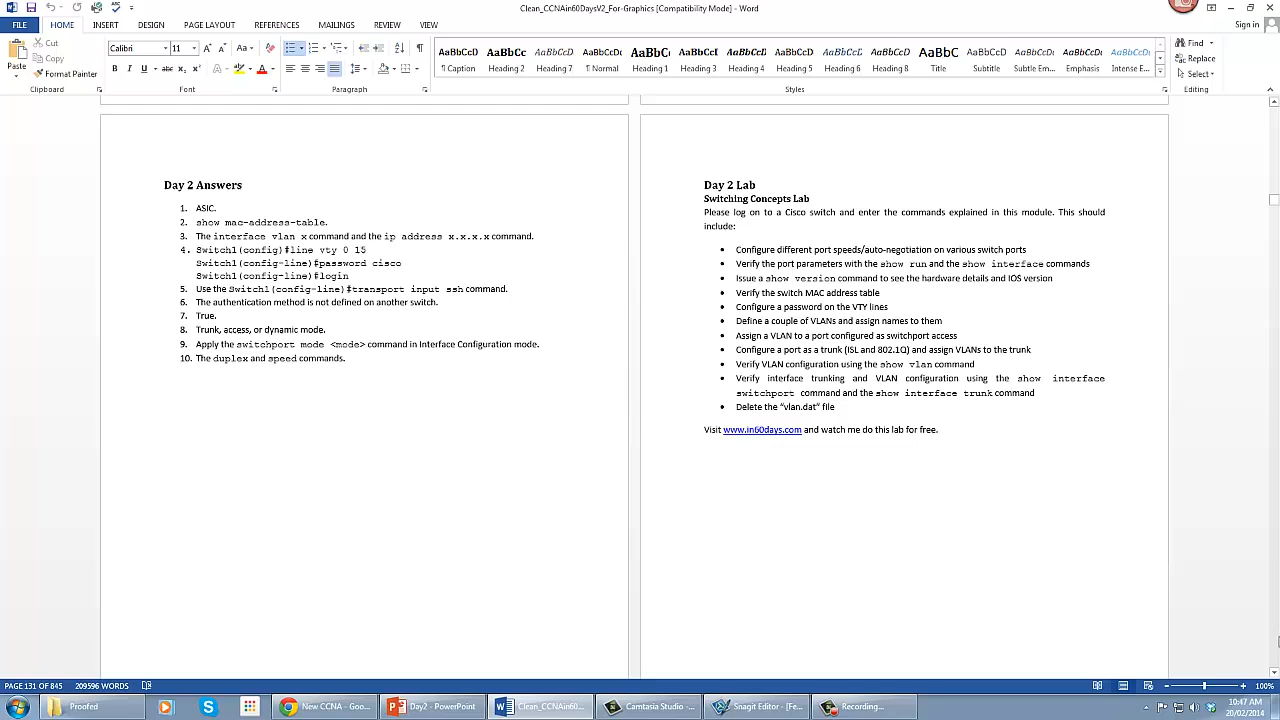 Clean_CCNAin60DaysV2_For-Graphics [Compatibility Mode] - Word
FILE HOME INSERT DESIGN PAGE LAYOUT REFERENCES MAILINGS REVIEW VIEW Sign in
Paste Cut Copy Format Painter
Calibri 11
AaBbCcD AaBbCc AaBbCcD AaBbCcDc AaBbC( AaBbCc[ AaBbCcD AaBbCcDc AaBbCcD AaBbC AaBbCcD AaBbCcD AaBbCcDc AaBbCcDc
¶ Captic Heading 2 Heading 7 ¶ Normal Heading 1 Heading 3 Heading 4 Heading 5 Heading 6 Heading 8 Title Subtitle Subtle Em... Emphasis Intense E...
Find Replace Select
Clipboard Font Paragraph Styles Editing
Day 2 Answers
1. ASIC.
2. show mac-address-table.
3. The interface vlan x command and the ip address x.x.x.x command.
4. Switch1(config)#line vty 0 15
Switch1(config-line)#password cisco
Switch1(config-line)#login
5. Use the Switch1(config-line)#transport input ssh command.
6. The authentication method is not defined on another switch.
7. True.
8. Trunk, access, or dynamic mode.
9. Apply the switchport mode <mode> command in Interface Configuration mode.
10. The duplex and speed commands.
Day 2 Lab
Switching Concepts Lab
Please log on to a Cisco switch and enter the commands explained in this module. This should
include:
• Configure different port speeds/auto-negotiation on various switch ports
• Verify the port parameters with the show run and the show interface commands
• Issue a show version command to see the hardware details and IOS version
• Verify the switch MAC address table
• Configure a password on the VTY lines
• Define a couple of VLANs and assign names to them
• Assign a VLAN to a port configured as switchport access
• Configure a port as a trunk (ISL and 802.1Q) and assign VLANs to the trunk
• Verify VLAN configuration using the show vlan command
• Verify interface trunking and VLAN configuration using the show interface
switchport command and the show interface trunk command
• Delete the “vlan.dat” file
Visit www.in60days.com and watch me do this lab for free.
PAGE 131 OF 845 209596 WORDS 100%
Proofed New CCNA - Goo... Day2 - PowerPoint Clean_CCNAin60... Camtasia Studio -... Snagit Editor - [Fe... Recording...
10:47 AM
20/02/2014